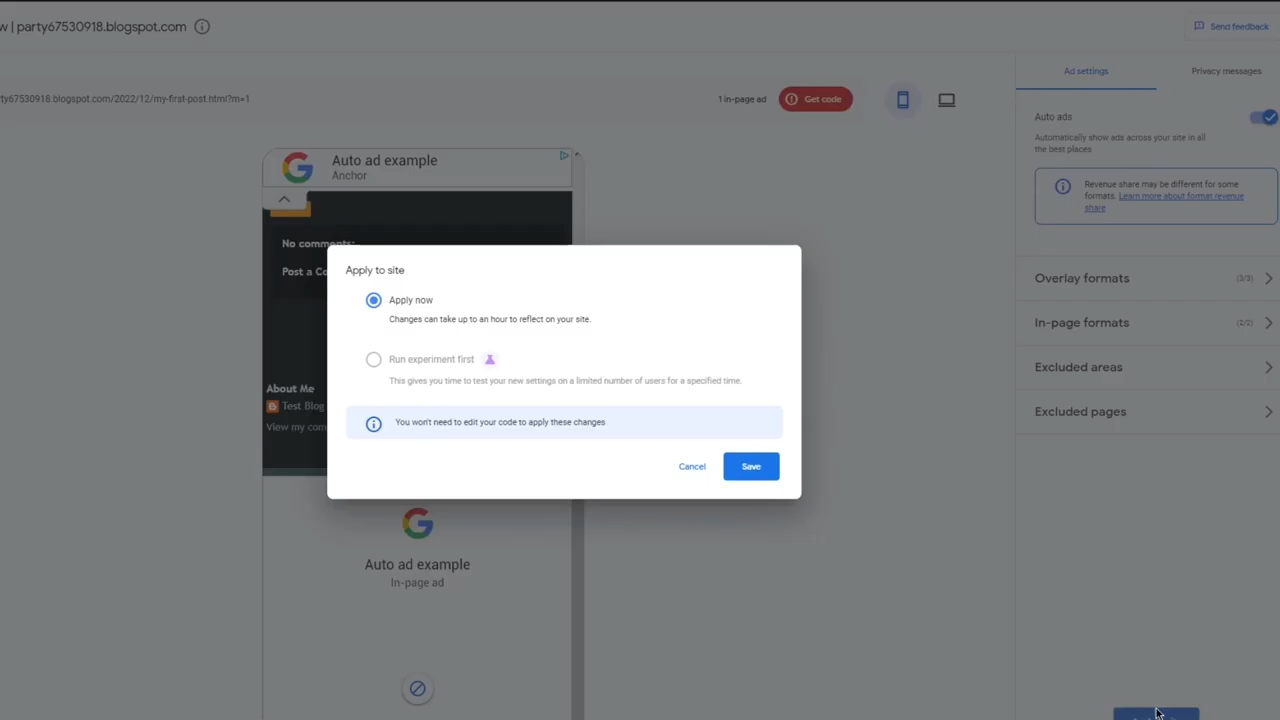 w | party67530918.blogspot.com
Send feedback
ty67530918.blogspot.com/2022/12/my-first-post.html?m=1
1 in-page ad
Get code
Ad settings
Privacy messages
Auto ads
Automatically show ads across your site in all
the best places
Revenue share may be different for some
formats. Learn more about format revenue
share
Overlay formats
(3/3)
In-page formats
(2/2)
Excluded areas
Excluded pages
Auto ad example
Anchor
No comments:
Post a Co
About Me
Test Blog
View my com
Apply to site
Apply now
Changes can take up to an hour to reflect on your site.
Run experiment first
This gives you time to test your new settings on a limited number of users for a specified time.
You won't need to edit your code to apply these changes
Cancel
Save
Auto ad example
In-page ad